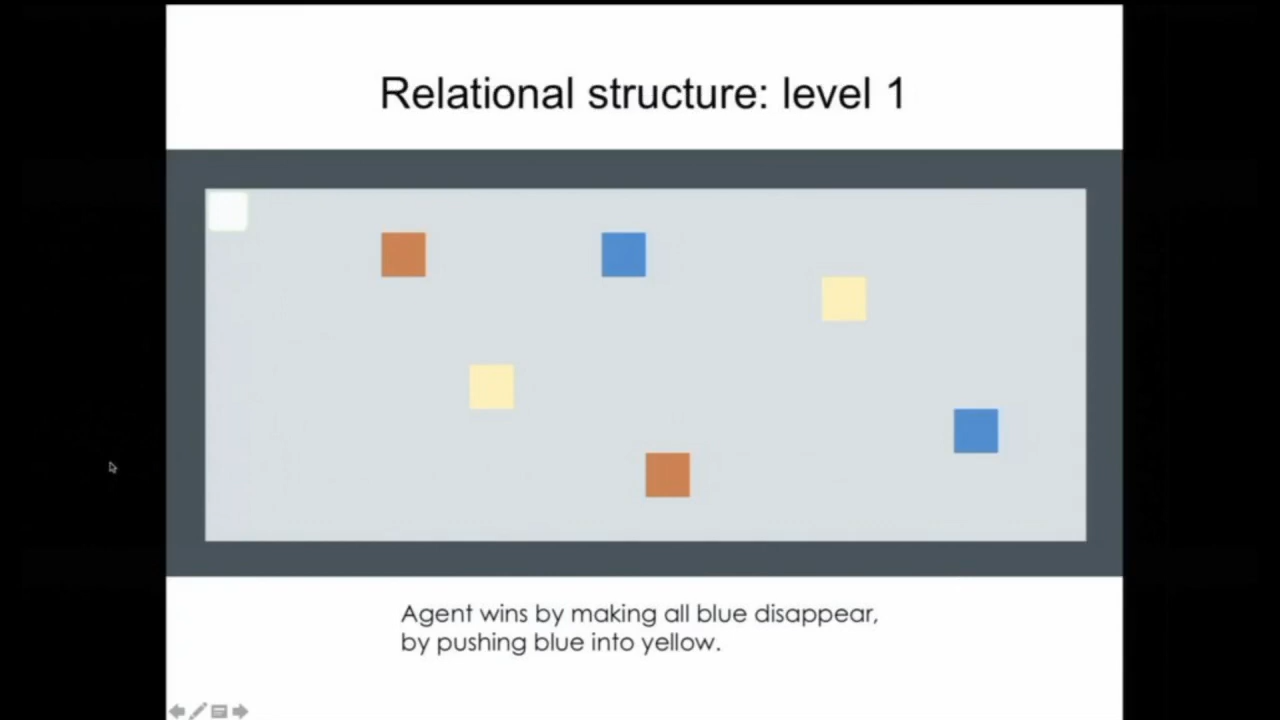 Relational structure: level 1
Agent wins by making all blue disappear,
by pushing blue into yellow.